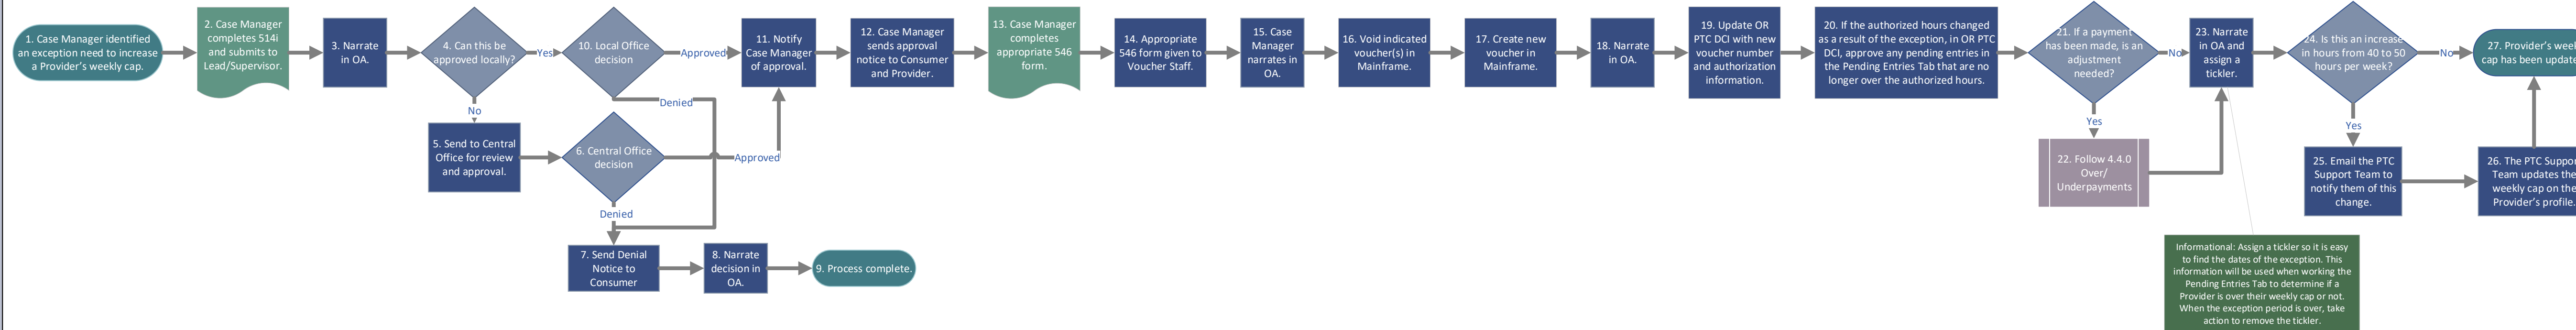 1. Case Manager identified
an exception need to increase
a Provider's weekly cap.
2. Case Manager
completes 514i
and submits to
Lead/Supervisor.
3. Narrate
in OA.
4. Can this be
approved locally?
Yes
No
5. Send to Central
Office for review
and approval.
10. Local Office
decision
Approved
Denied
6. Central Office
decision
Approved
Denied
7. Send Denial
Notice to
Consumer
8. Narrate
decision in
OA.
9. Process complete.
11. Notify
Case Manager
of approval.
12. Case Manager
sends approval
notice to Consumer
and Provider.
13. Case Manager
completes
appropriate 546
form.
14. Appropriate
546 form given to
Voucher Staff.
15. Case
Manager
narrates in
OA.
16. Void indicated
voucher(s) in
Mainframe.
17. Create new
voucher in
Mainframe.
18. Narrate
in OA.
19. Update OR
PTC DCI with new
voucher number
and authorization
information.
20. If the authorized hours changed
as a result of the exception, in OR PTC
DCI, approve any pending entries in
the Pending Entries Tab that are no
longer over the authorized hours.
21. If a payment
has been made, is an
adjustment
needed?
No
Yes
22. Follow 4.4.0
Over/
Underpayments
23. Narrate
in OA and
assign a
tickler.
Informational: Assign a tickler so it is easy
to find the dates of the exception. This
information will be used when working the
Pending Entries Tab to determine if a
Provider is over their weekly cap or not.
When the exception period is over, take
action to remove the tickler.
24. Is this an increase
in hours from 40 to 50
hours per week?
No
Yes
25. Email the PTC
Support Team to
notify them of this
change.
26. The PTC Suppor
Team updates the
weekly cap on the
Provider's profile.
27. Provider's week
cap has been update